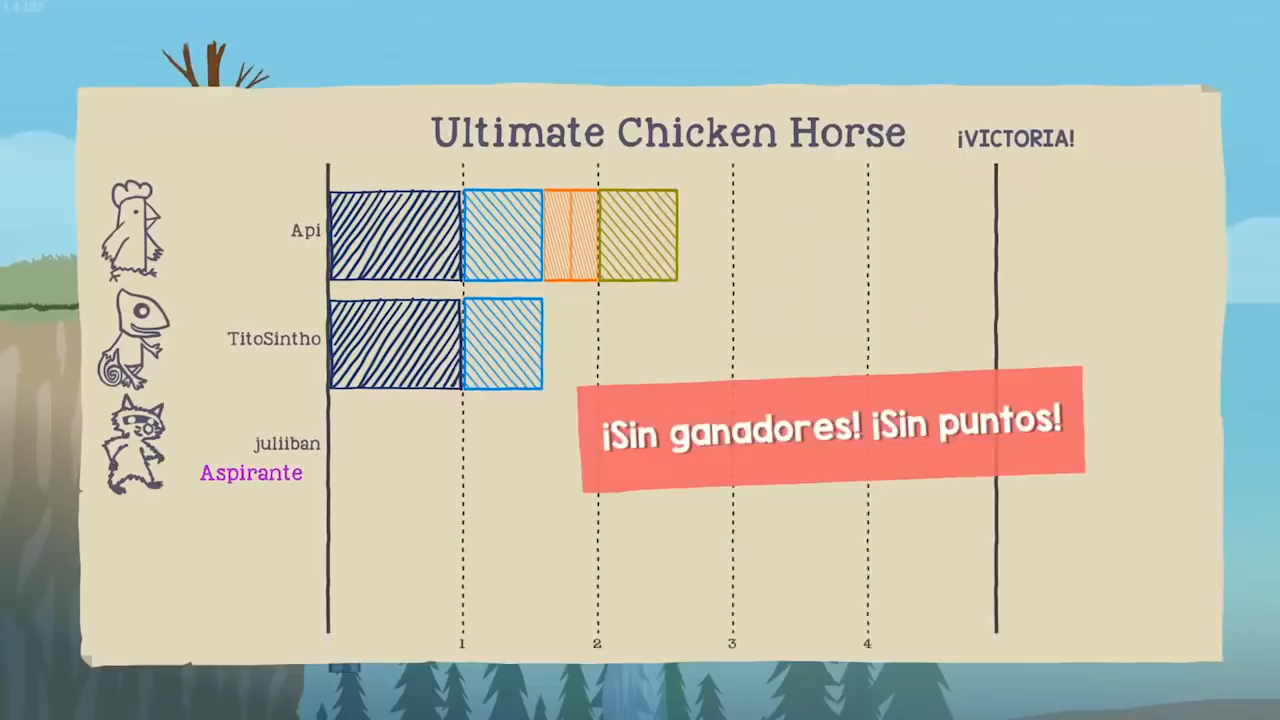 Ultimate Chicken Horse
¡VICTORIA!
Api
TitoSintho
juliiban
Aspirante
¡Sin ganadores! ¡Sin puntos!
1 2 3 4